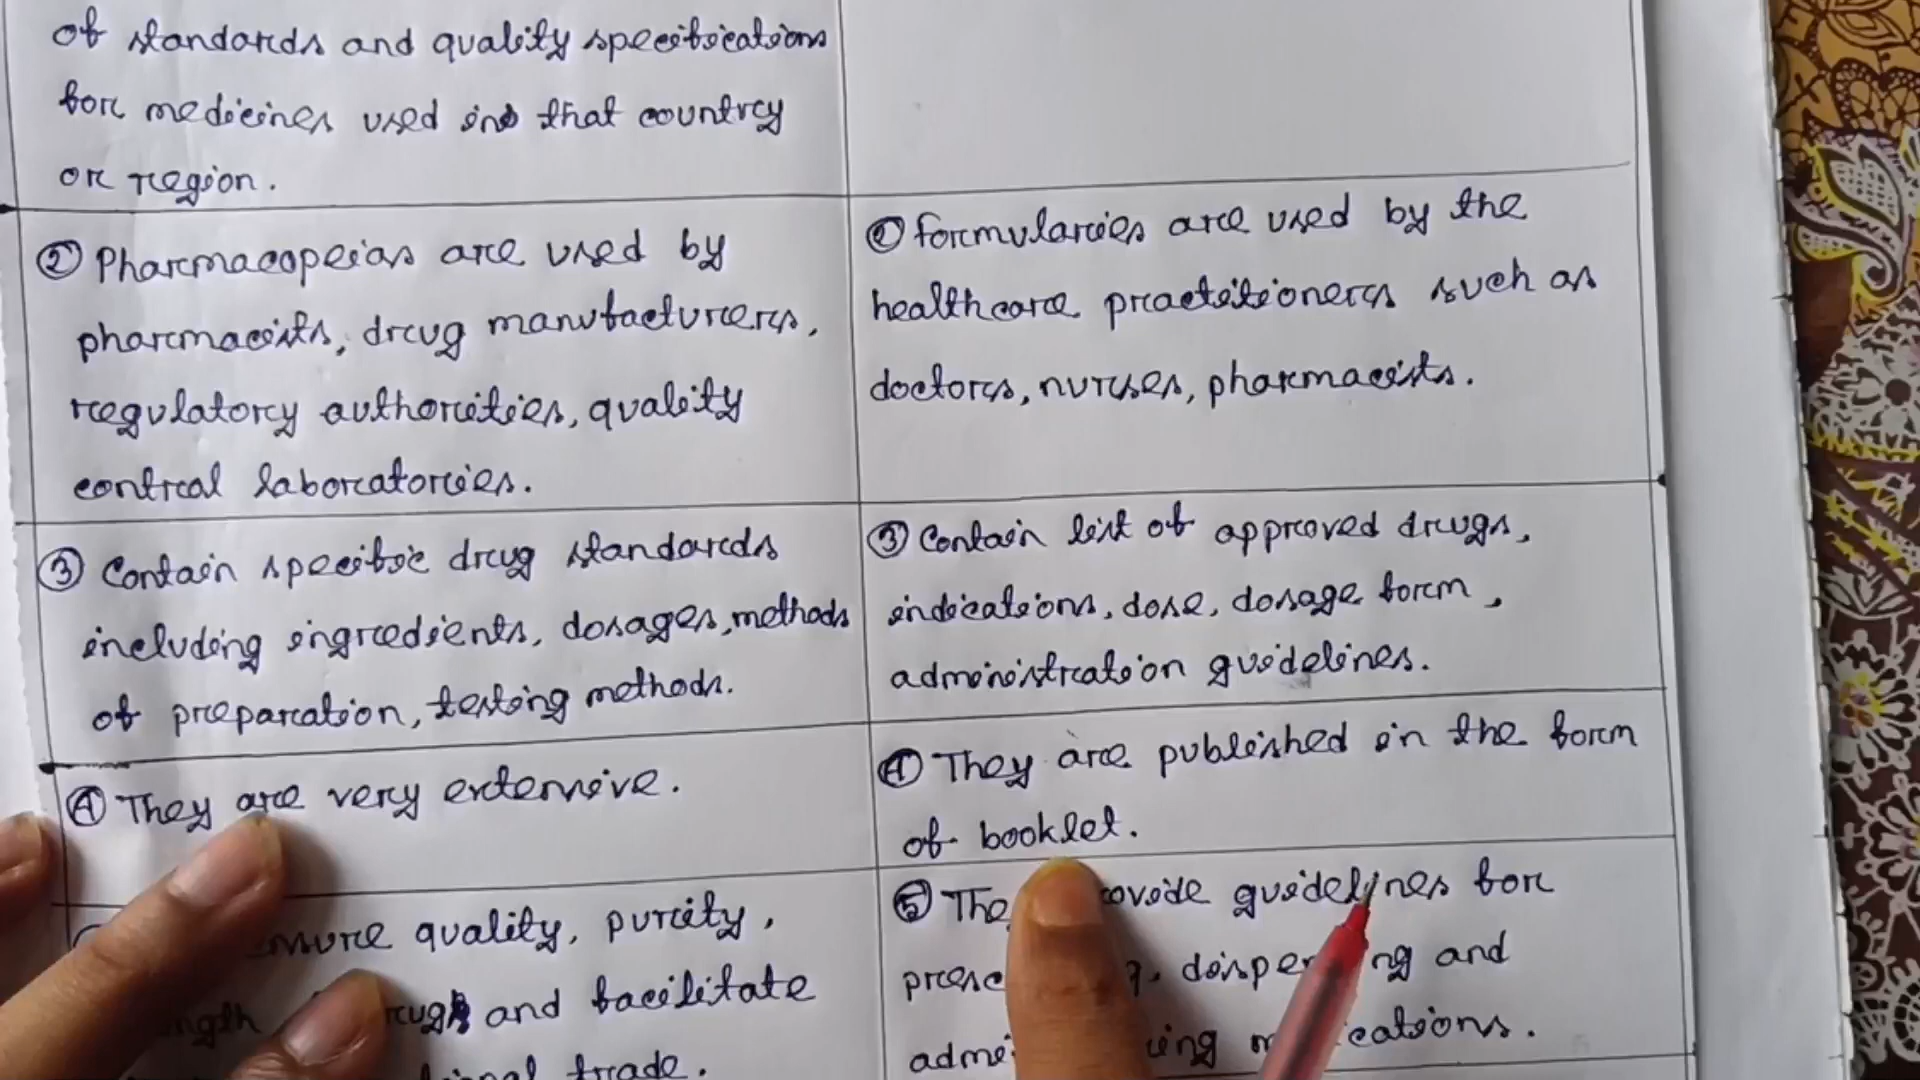 of standards and quality specifications
for medicines used in that country
or region.
② Pharmacopeias are used by
pharmacists, drug manufacturers,
regulatory authorities, quality
control laboratories.
② formularies are used by the
healthcare practitioners such as
doctors, nurses, pharmacists.
③ Contain specific drug standards
including ingredients, dosages, methods
of preparation, testing methods.
③ Contain list of approved drugs,
indications, dose, dosage form,
administration guidelines.
④ They are very extensive.
④ They are published in the form
of booklet.
quality, purity,
and facilitate
trade.
⑤ guidelines for
and